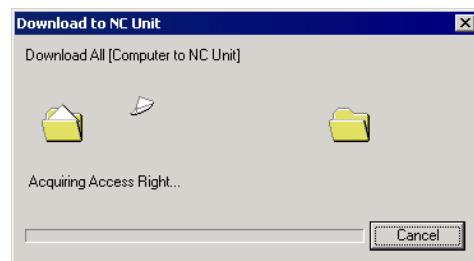 Download to NC Unit
Download All [Computer to NC Unit]
Acquiring Access Right...
Cancel